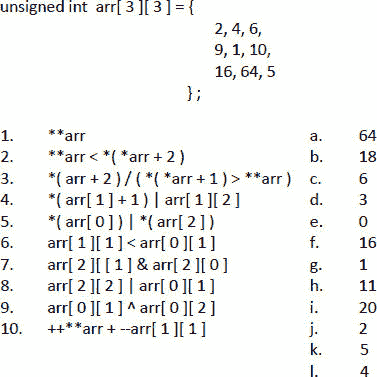 unsigned int arr[ 3 ][ 3 ] = {
2, 4, 6,
9, 1, 10,
16, 64, 5
} ;
1. **arr a. 64
2. **arr < *( *arr + 2 ) b. 18
3. *( arr + 2 ) / ( *( *arr + 1 ) > **arr ) c. 6
4. *( arr[ 1 ] + 1 ) | arr[ 1 ][ 2 ] d. 3
5. *( arr[ 0 ] ) | *( arr[ 2 ] ) e. 0
6. arr[ 1 ][ 1 ] < arr[ 0 ][ 1 ] f. 16
7. arr[ 2 ][ [ 1 ] & arr[ 2 ][ 0 ] g. 1
8. arr[ 2 ][ 2 ] | arr[ 0 ][ 1 ] h. 11
9. arr[ 0 ][ 1 ] ^ arr[ 0 ][ 2 ] i. 20
10. ++**arr + --arr[ 1 ][ 1 ] j. 2
k. 5
l. 4